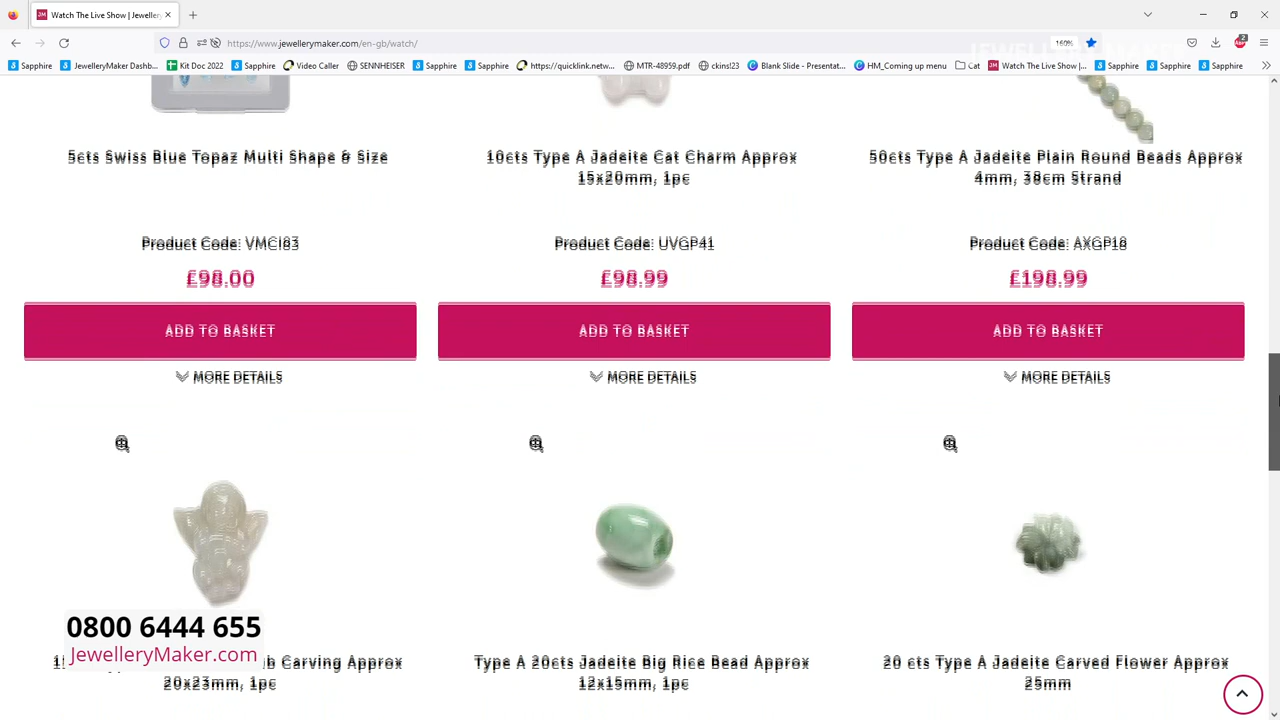 Watch The Live Show | Jeweller
https://www.jewellerymaker.com gb/watch/
160%
2
Sapphire
JewelleryMaker Dashb...
Kit Doc 2022
Sapphire
Video Caller
SENNHEISER
Sapphire
Sapphire
https://quicklink.netw...
MTR-48959.pdf
ckins123
Blank Slide - Presentat...
HM_Coming up menu
Cat
Watch The Live Show |...
Sapphire
Sapphire
Sapphire
JEWELLERYMAKER
5cts Swiss Blue Topaz Multi Shape & Size
Product Code: VMCI83
£98.00
ADD TO BASKET
MORE DETAILS
10cts Type A Jadeite Cat Charm Approx
15x20mm, 1pc
Product Code: UVGP41
£98.99
ADD TO BASKET
MORE DETAILS
50cts Type A Jadeite Plain Round Beads Approx
4mm, 38cm Strand
Product Code: AXGP18
£198.99
ADD TO BASKET
MORE DETAILS
0800 6444 655
JewelleryMaker.com
Carving Approx
20x23mm, 1pc
Type A 20cts Jadeite Big Rice Bead Approx
12x15mm, 1pc
20 cts Type A Jadeite Carved Flower Approx
25mm